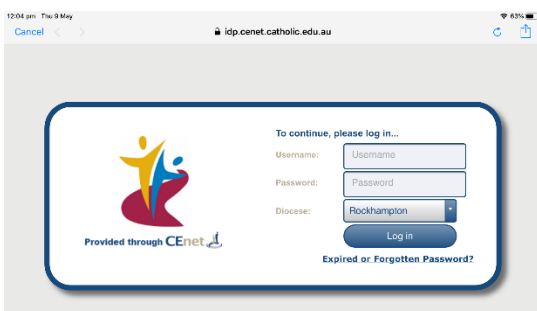 12:04 pm Thu 9 May
63%
Cancel
idp.cenet.catholic.edu.au
To continue, please log in...
Username: Username
Password: Password
Diocese: Rockhampton
Log in
Provided through CEnet
Expired or Forgotten Password?